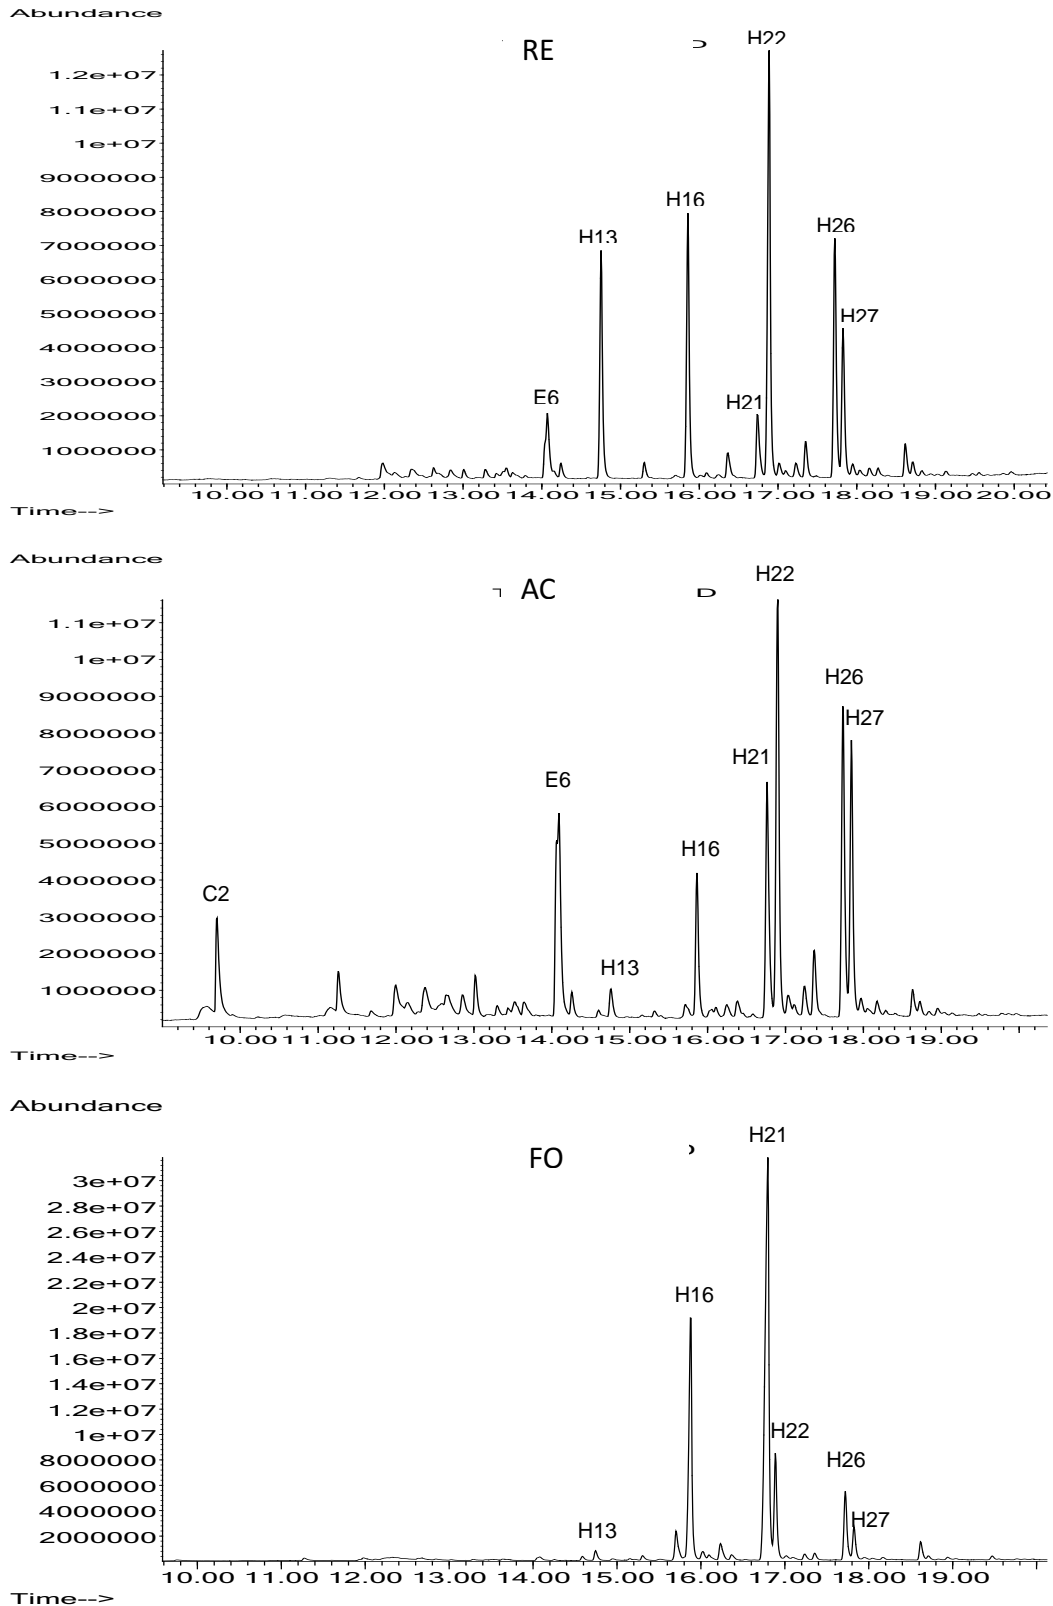 Abundance
RE
H22
1.2e+07
1.1e+07
1e+07
9000000
8000000
7000000
6000000
5000000
4000000
3000000
2000000
1000000
H16
H13
H26
H27
E6
H21
10.00 11.00 12.00 13.00 14.00 15.00 16.00 17.00 18.00 19.00 20.00
Time-->
Abundance
AC
H22
1.1e+07
1e+07
9000000
8000000
7000000
6000000
5000000
4000000
3000000
2000000
1000000
H26
H27
H21
E6
H16
C2
H13
10.00 11.00 12.00 13.00 14.00 15.00 16.00 17.00 18.00 19.00
Time-->
Abundance
FO
H21
3e+07
2.8e+07
2.6e+07
2.4e+07
2.2e+07
2e+07
1.8e+07
1.6e+07
1.4e+07
1.2e+07
1e+07
8000000
6000000
4000000
2000000
H16
H22
H26
H27
H13
10.00 11.00 12.00 13.00 14.00 15.00 16.00 17.00 18.00 19.00
Time-->